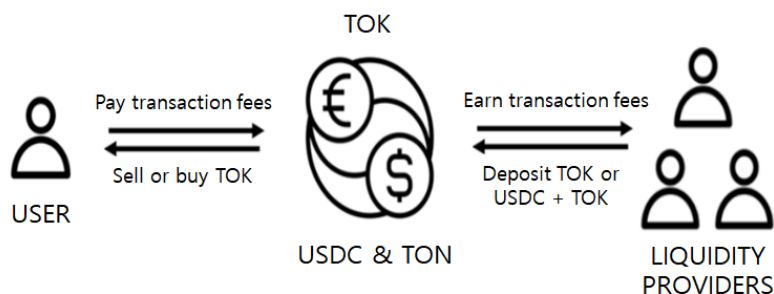 TOK
Pay transaction fees
Sell or buy TOK
USER
€
$
USDC & TON
Earn transaction fees
Deposit TOK or
USDC + TOK
LIQUIDITY
PROVIDERS